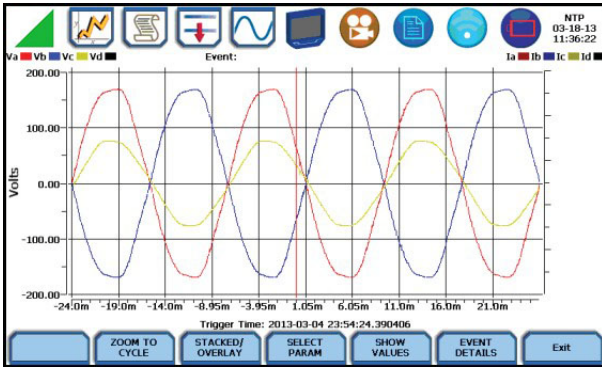 NTP
03-18-13
11:36:22
Va Vb Vc Vd Event: Ia Ib Ic Id
200.00
100.00
Volts
0.00
-100.00
-200.00
-24.0m -19.0m -14.0m -8.95m -3.95m 1.05m 6.05m 11.0m 16.0m 21.0m
Trigger Time: 2013-03-04 23:54:24.390406
ZOOM TO CYCLE STACKED/ OVERLAY SELECT PARAM SHOW VALUES EVENT DETAILS Exit